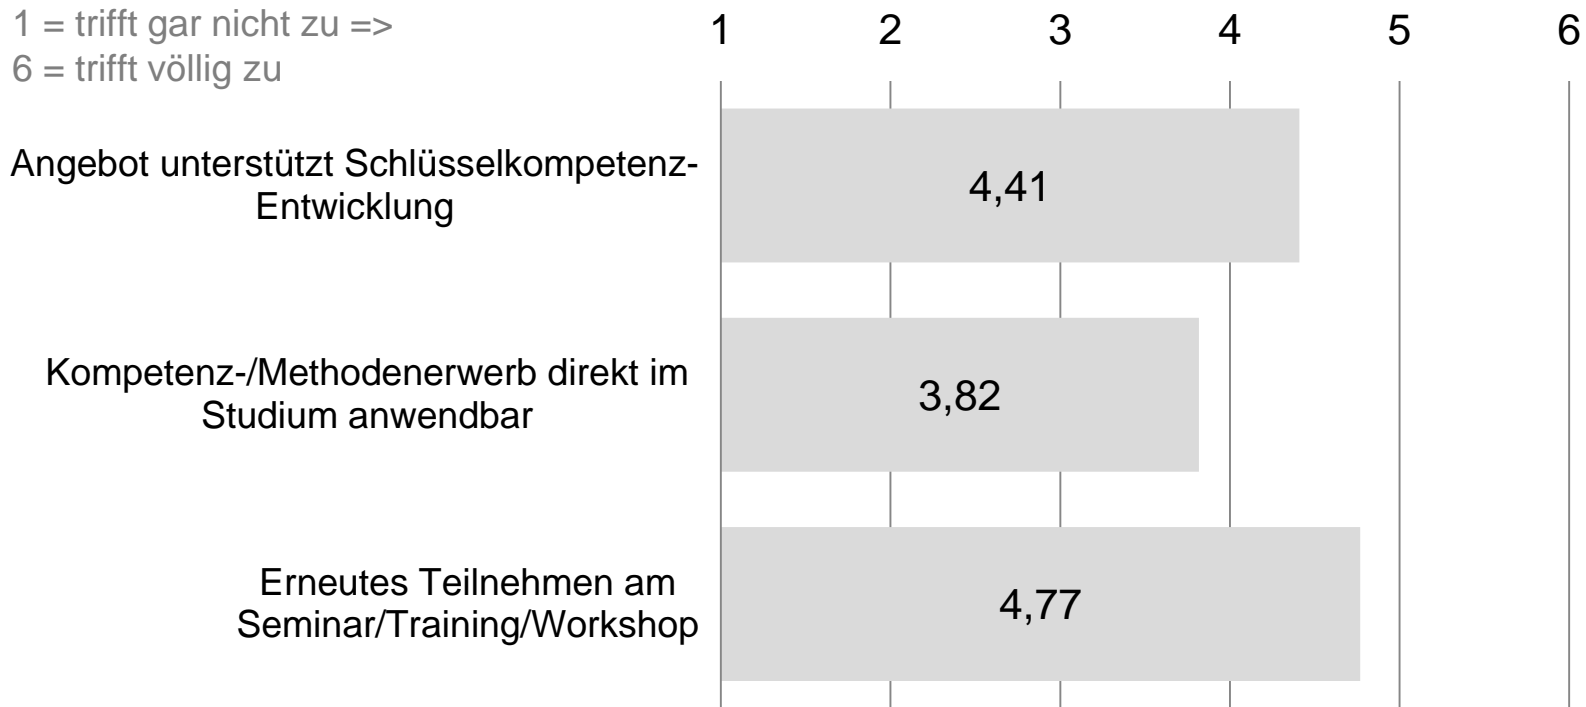 1 = trifft gar nicht zu =>
6 = trifft völlig zu
1 2 3 4 5 6
Angebot unterstützt Schlüsselkompetenz-
Entwicklung
4,41
Kompetenz-/Methodenerwerb direkt im
Studium anwendbar
3,82
Erneutes Teilnehmen am
Seminar/Training/Workshop
4,77